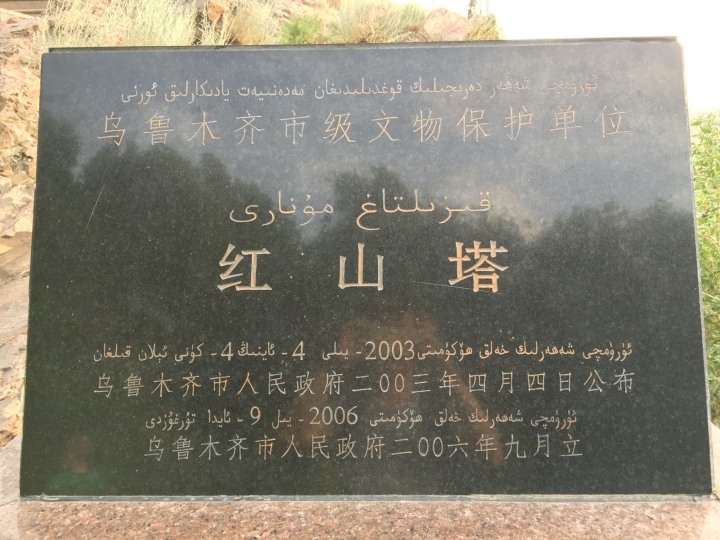 ئۈرۈمچى شەھەر دەرىجىلىك قوغدىلىدىغان مەدەنىيەت يادىكارلىق ئورنى
乌鲁木齐市级文物保护单位
قىزىلتاغ مۇنارى
红山塔
ئۈرۈمچى شەھەرلىك خەلق ھۆكۈمىتى 2003 - يىلى 4 - ئاينىڭ 4 - كۈنى ئېلان قىلغان
乌鲁木齐市人民政府二00三年四月四日公布
ئۈرۈمچى شەھەرلىك خەلق ھۆكۈمىتى 2006 - يىل 9 - ئايدا تۇرغۇزدى
乌鲁木齐市人民政府二00六年九月立